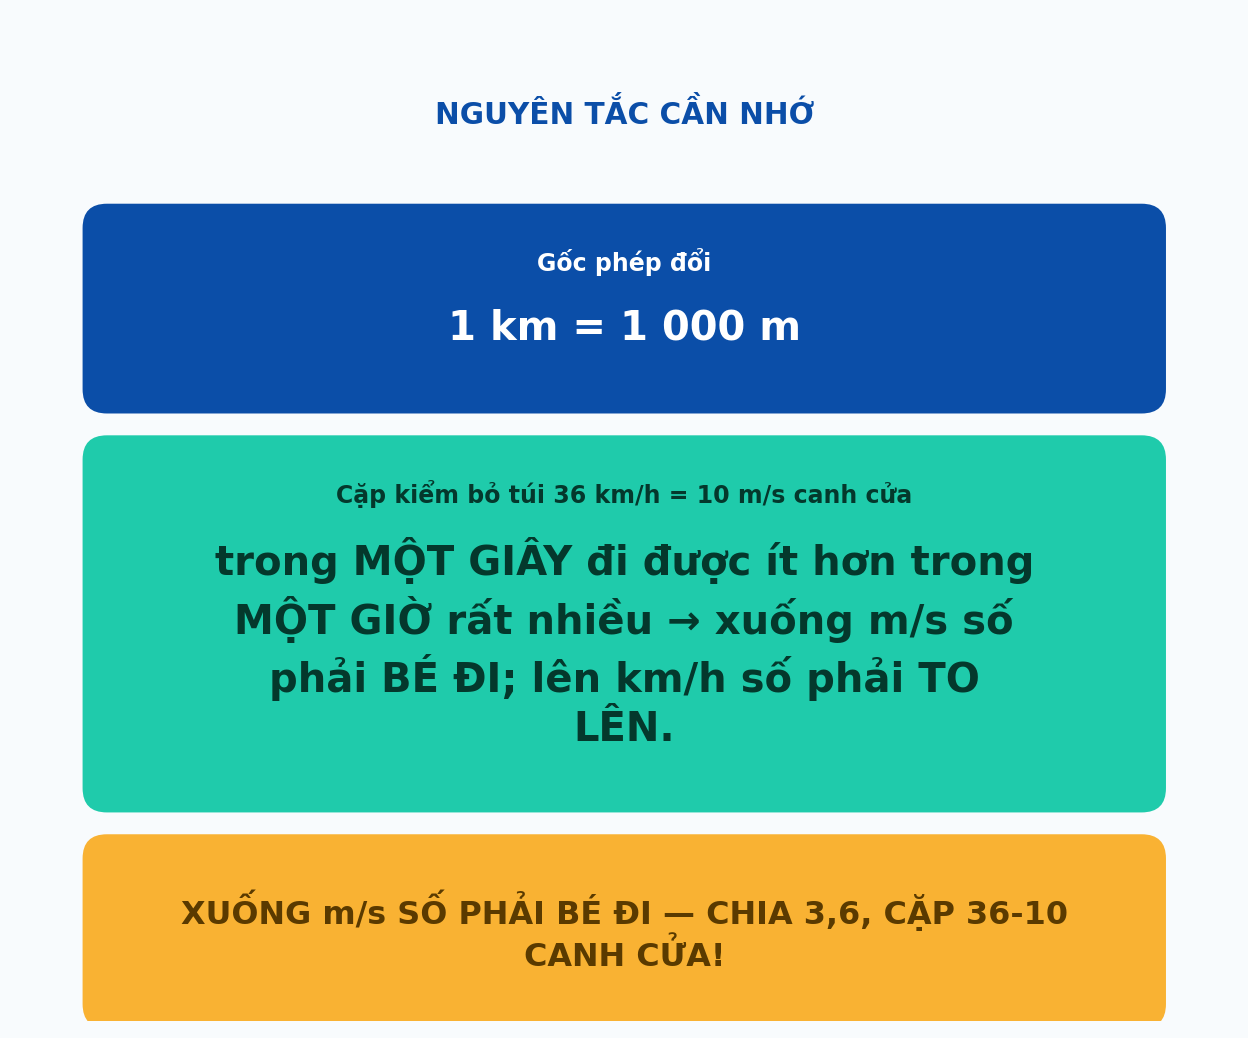 NGUYÊN TẮC CẦN NHỚ
Gốc phép đổi
1 km = 1 000 m
Cặp kiểm bỏ túi 36 km/h = 10 m/s canh cửa
trong MỘT GIÂY đi được ít hơn trong
MỘT GIỜ rất nhiều → xuống m/s số
phải BÉ ĐI; lên km/h số phải TO
LÊN.
XUỐNG m/s SỐ PHẢI BÉ ĐI — CHIA 3,6, CẶP 36-10
CANH CỬA!